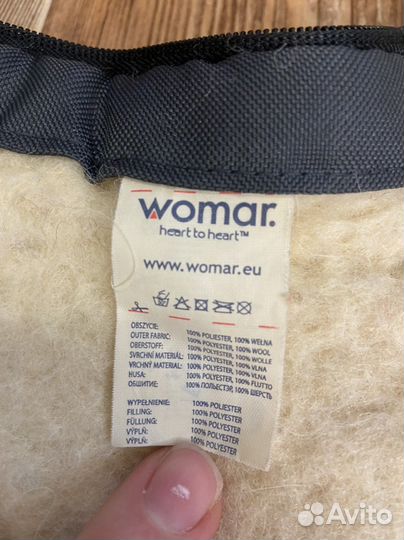 womar.
heart to heart™
www.womar.eu
OBSZYCIE: 100% POLIESTER, 100% WEŁNA
OUTER FABRIC: 100% POLYESTER, 100% WOOL
OBERSTOFF: 100% POLYESTER, 100% WOLLE
SVRCHNÍ MATERIÁL: 100% POLYESTER, 100% VLNA
VRCHNÝ MATERIAL: 100% POLYESTER, 100% VLNA
HUSA: 100% POLYESTER, 100% FLUTTO
ОБШИТИЕ: 100% ПОЛЬЕСТЭР, 100% ШЕРСТЬ
WYPEŁNIENIE: 100% POLIESTER
FILLING: 100% POLYESTER
FÜLLUNG: 100% POLYESTER
VÝPLŇ: 100% POLYESTER
VÝPLŇ: 100% POLYESTER
Avito